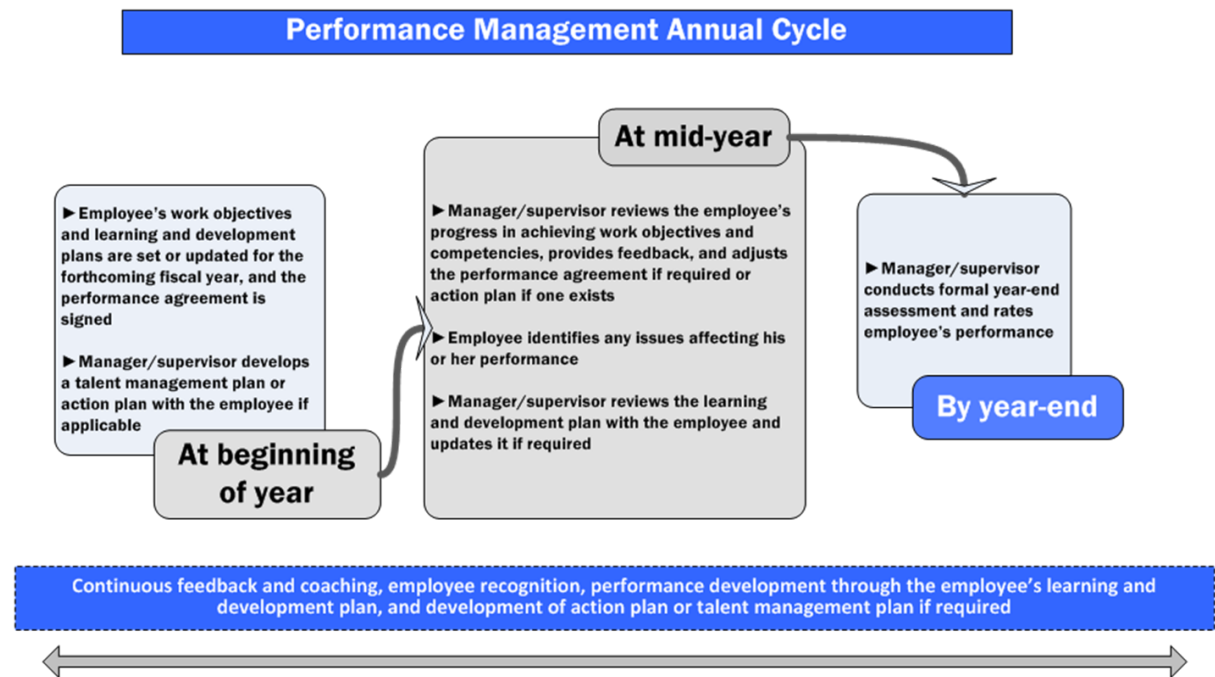 Performance Management Annual Cycle
►Employee’s work objectives
and learning and development
plans are set or updated for the
forthcoming fiscal year, and the
performance agreement is
signed
►Manager/supervisor develops
a talent management plan or
action plan with the employee if
applicable
At beginning
of year
At mid-year
►Manager/supervisor reviews the employee’s
progress in achieving work objectives and
competencies, provides feedback, and adjusts
the performance agreement if required or
action plan if one exists
►Employee identifies any issues affecting his
or her performance
►Manager/supervisor reviews the learning
and development plan with the employee and
updates it if required
►Manager/supervisor
conducts formal year-end
assessment and rates
employee’s performance
By year-end
Continuous feedback and coaching, employee recognition, performance development through the employee’s learning and
development plan, and development of action plan or talent management plan if required